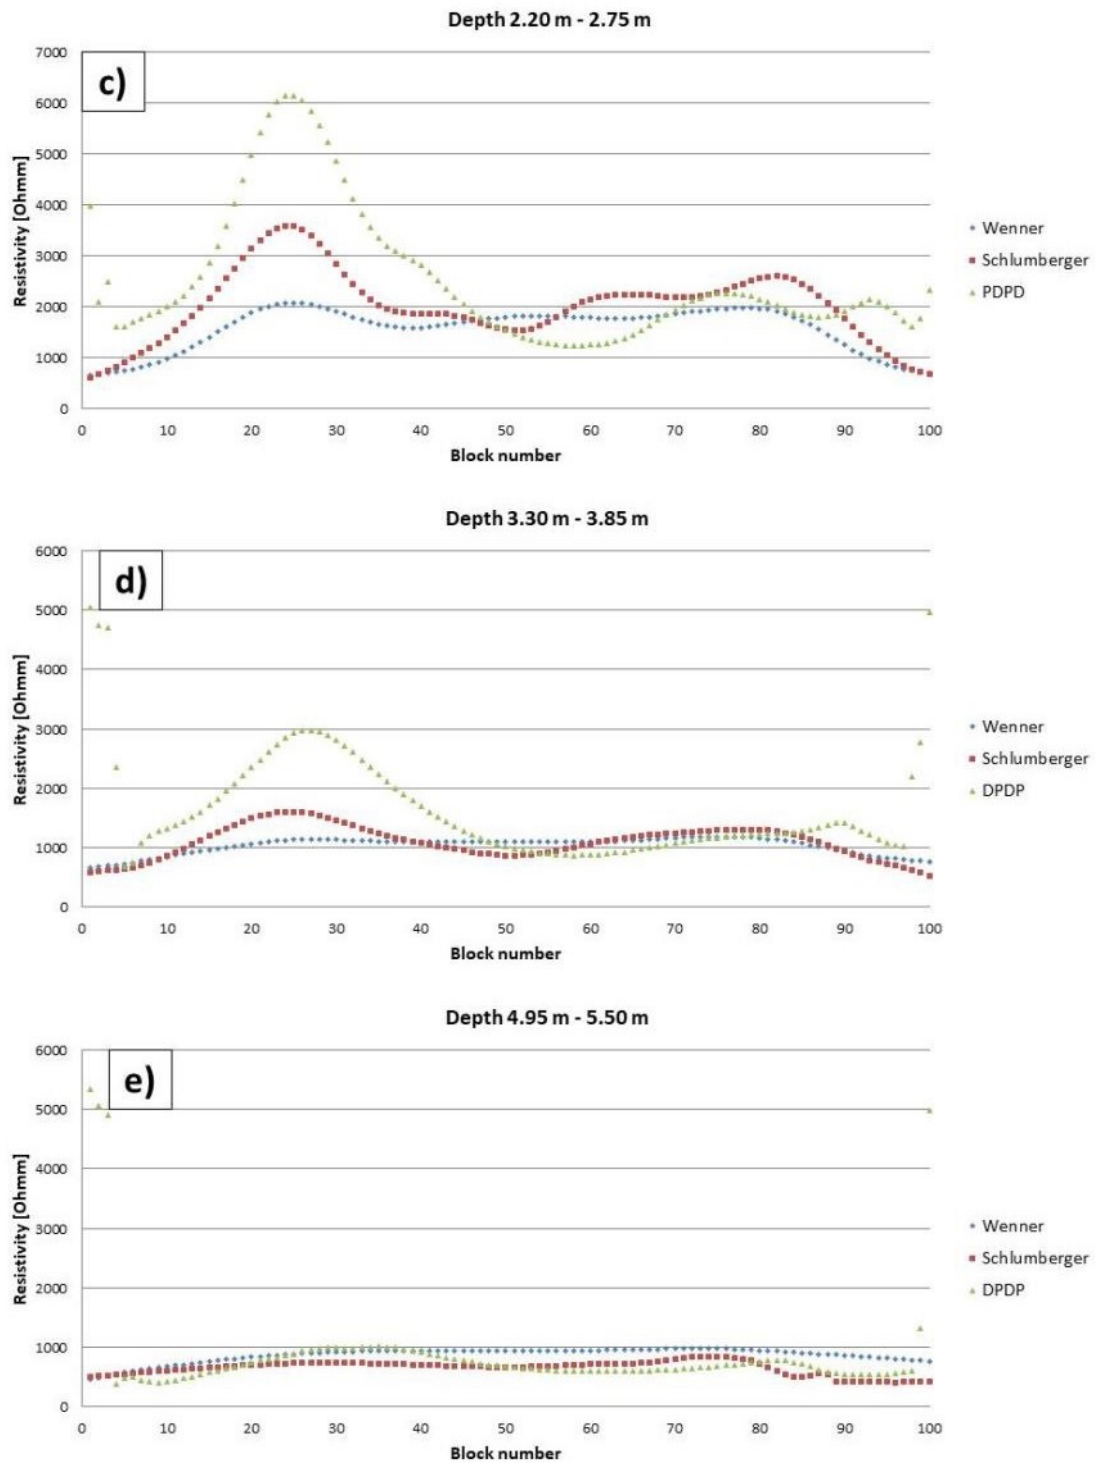 Depth 2.20 m - 2.75 m
c)
7000
6000
5000
4000
3000
2000
1000
0
Resistivity [Ohmm]
0 10 20 30 40 50 60 70 80 90 100
Block number
Wenner
Schlumberger
PDPD
Depth 3.30 m - 3.85 m
d)
6000
5000
4000
3000
2000
1000
0
Resistivity [Ohmm]
0 10 20 30 40 50 60 70 80 90 100
Block number
Wenner
Schlumberger
DPDP
Depth 4.95 m - 5.50 m
e)
6000
5000
4000
3000
2000
1000
0
Resistivity [Ohmm]
0 10 20 30 40 50 60 70 80 90 100
Block number
Wenner
Schlumberger
DPDP